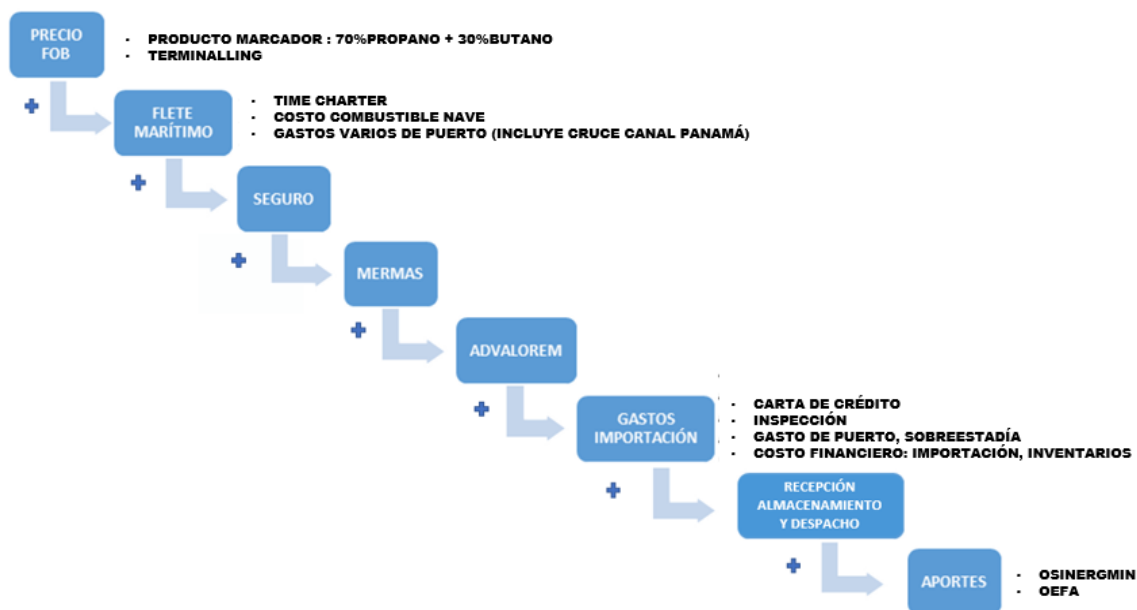 PRECIO
FOB
- PRODUCTO MARCADOR : 70%PROPANO + 30%BUTANO
- TERMINALLING
FLETE
MARÍTIMO
- TIME CHARTER
- COSTO COMBUSTIBLE NAVE
- GASTOS VARIOS DE PUERTO (INCLUYE CRUCE CANAL PANAMÁ)
SEGURO
MERMAS
ADVALOREM
GASTOS
IMPORTACIÓN
- CARTA DE CRÉDITO
- INSPECCIÓN
- GASTO DE PUERTO, SOBREESTADÍA
- COSTO FINANCIERO: IMPORTACIÓN, INVENTARIOS
RECEPCIÓN
ALMACENAMIENTO
Y DESPACHO
APORTES
- OSINERGMIN
- OEFA